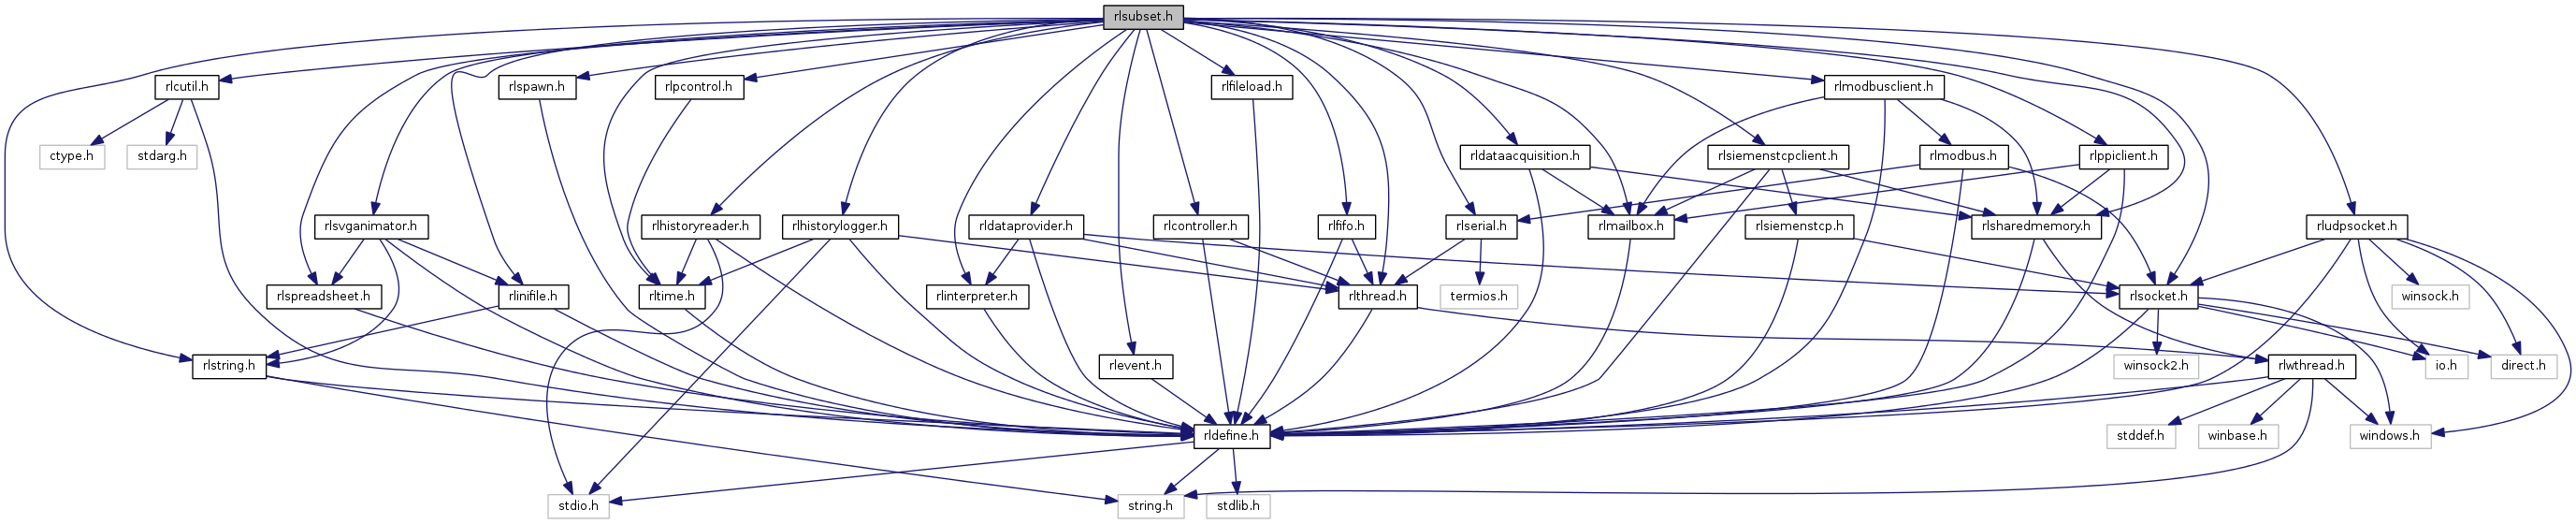 rlsubset.h
rlcutil.h
rlspawn.h
rlpcontrol.h
rlfileload.h
rlmodbusclient.h
ctype.h
stdarg.h
rldataacquisition.h
rlsiemenstcpclient.h
rlmodbus.h
rlppiclient.h
rlsvganimator.h
rlhistoryreader.h
rlhistorylogger.h
rldataprovider.h
rlcontroller.h
rlfifo.h
rlserial.h
rlmailbox.h
rlsiemenstcp.h
rlsharedmemory.h
rludpsocket.h
rlspreadsheet.h
rlinifile.h
rltime.h
rlinterpreter.h
rlthread.h
termios.h
rlsocket.h
winsock.h
rlstring.h
rlevent.h
winsock2.h
rlwthread.h
io.h
direct.h
rldefine.h
stddef.h
winbase.h
windows.h
stdio.h
string.h
stdlib.h